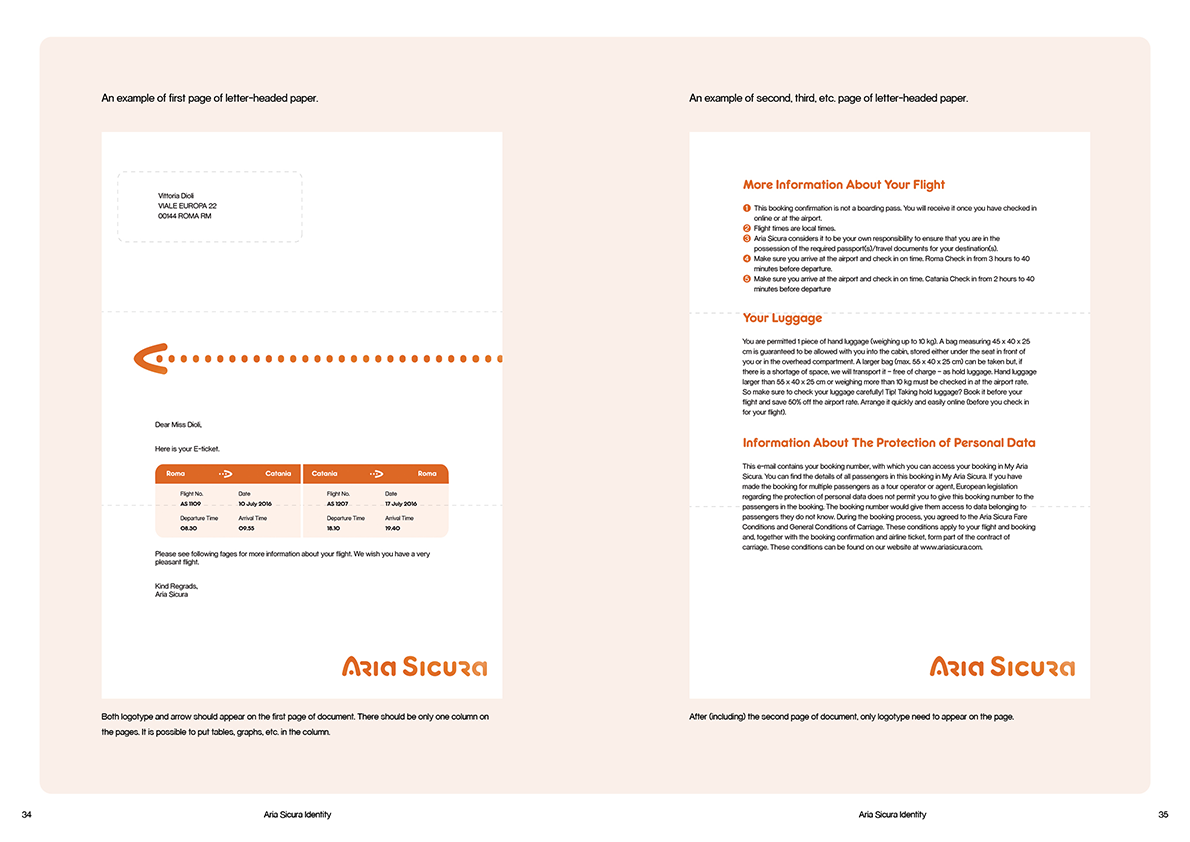 An example of first page of letter-headed paper.
Vittoria Dioli
VIALE EUROPA 22
00144 ROMA RM
Dear Miss Dioli,
Here is your E-ticket.
Roma Catania Catania Roma
Flight No. Date Flight No. Date
AS 1109 10 July 2016 AS 1207 17 July 2016
Departure Time Arrival Time Departure Time Arrival Time
08.30 09.55 18.10 19.40
Please see following fages for more information about your flight. We wish you have a very
pleasant flight.
Kind Regrads,
Aria Sicura
Aria Sicura
Both logotype and arrow should appear on the first page of document. There should be only one column on
the pages. It is possible to put tables, graphs, etc. in the column.
34
Aria Sicura Identity
An example of second, third, etc. page of letter-headed paper.
More Information About Your Flight
1 This booking confirmation is not a boarding pass. You will receive it once you have checked in
online or at the airport.
2 Flight times are local times.
3 Aria Sicura considers it to be your own responsibility to ensure that you are in the
possession of the required passport(s)/travel documents for your destination(s).
4 Make sure you arrive at the airport and check in on time. Roma Check in from 3 hours to 40
minutes before departure.
5 Make sure you arrive at the airport and check in on time. Catania Check in from 2 hours to 40
minutes before departure
Your Luggage
You are permitted 1 piece of hand luggage (weighing up to 10 kg). A bag measuring 45 x 40 x 25
cm is guaranteed to be allowed with you into the cabin, stored either under the seat in front of
you or in the overhead compartment. A larger bag (max. 55 x 40 x 25 cm) can be taken but, if
there is a shortage of space, we will transport it – free of charge – as hold luggage. Hand luggage
larger than 55 x 40 x 25 cm or weighing more than 10 kg must be checked in at the airport rate.
So make sure to check your luggage carefully! Tip! Taking hold luggage? Book it before your
flight and save 50% off the airport rate. Arrange it quickly and easily online (before you check in
for your flight).
Information About The Protection of Personal Data
This e-mail contains your booking number, with which you can access your booking in My Aria
Sicura. You can find the details of all passengers in this booking in My Aria Sicura. If you have
made the booking for multiple passengers as a tour operator or agent, European legislation
regarding the protection of personal data does not permit you to give this booking number to the
passengers in the booking. The booking number would give them access to data belonging to
passengers they do not know. During the booking process, you agreed to the Aria Sicura Fare
Conditions and General Conditions of Carriage. These conditions apply to your flight and booking
and, together with the booking confirmation and airline ticket, form part of the contract of
carriage. These conditions can be found on our website at www.ariasicura.com.
Aria Sicura
After (including) the second page of document, only logotype need to appear on the page.
Aria Sicura Identity
35